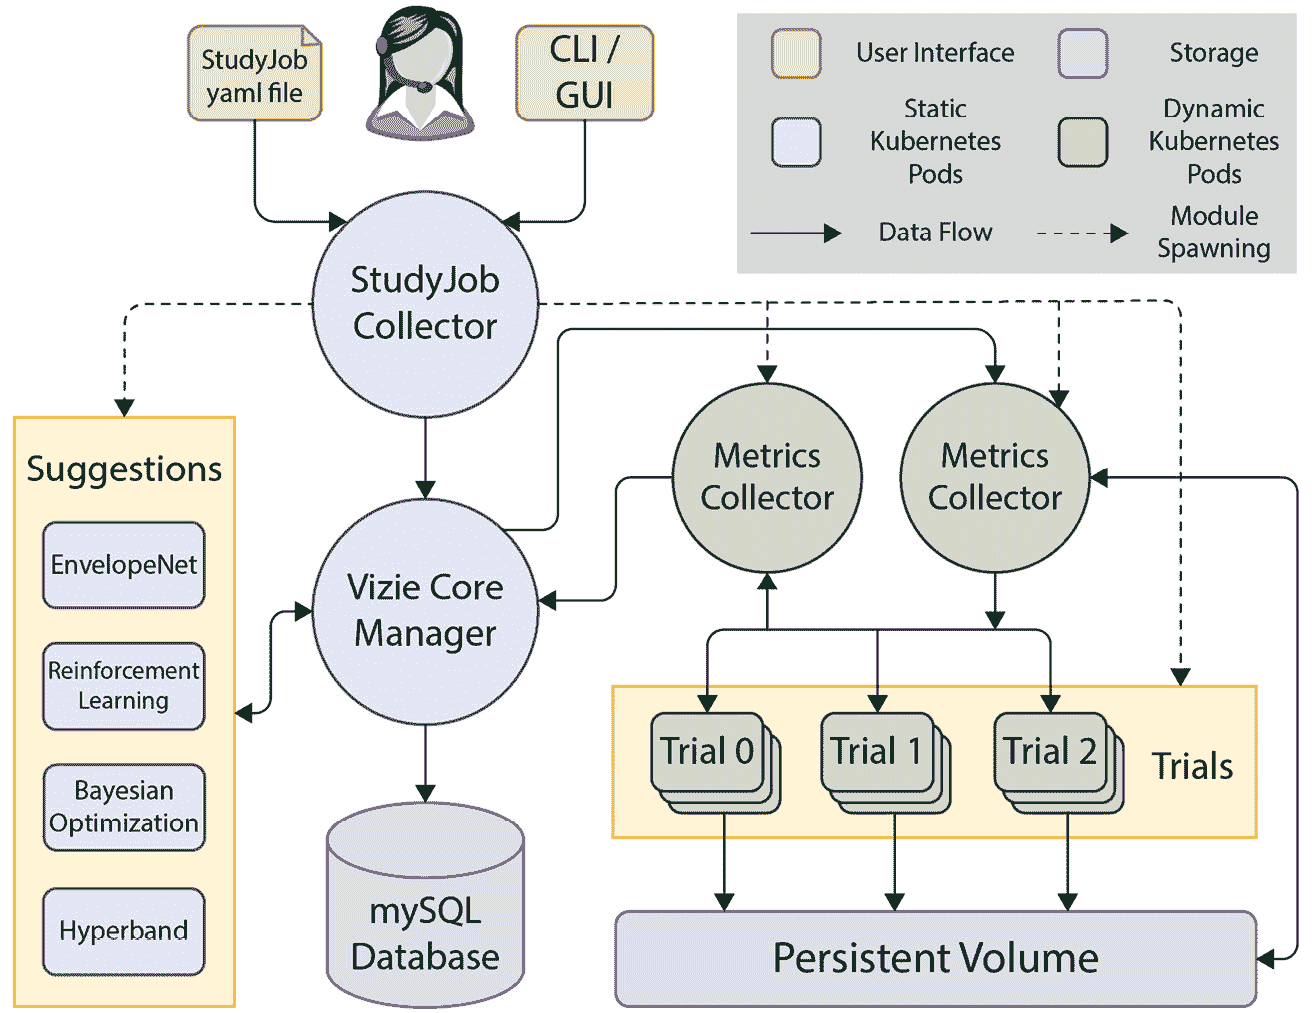 StudyJob
yaml file
CLI /
GUI
User Interface
Storage
Static
Kubernetes
Pods
Dynamic
Kubernetes
Pods
Data Flow
Module
Spawning
StudyJob
Collector
Suggestions
EnvelopeNet
Reinforcement
Learning
Bayesian
Optimization
Hyperband
Vizie Core
Manager
mySQL
Database
Metrics
Collector
Metrics
Collector
Trial 0
Trial 1
Trial 2
Trials
Persistent Volume